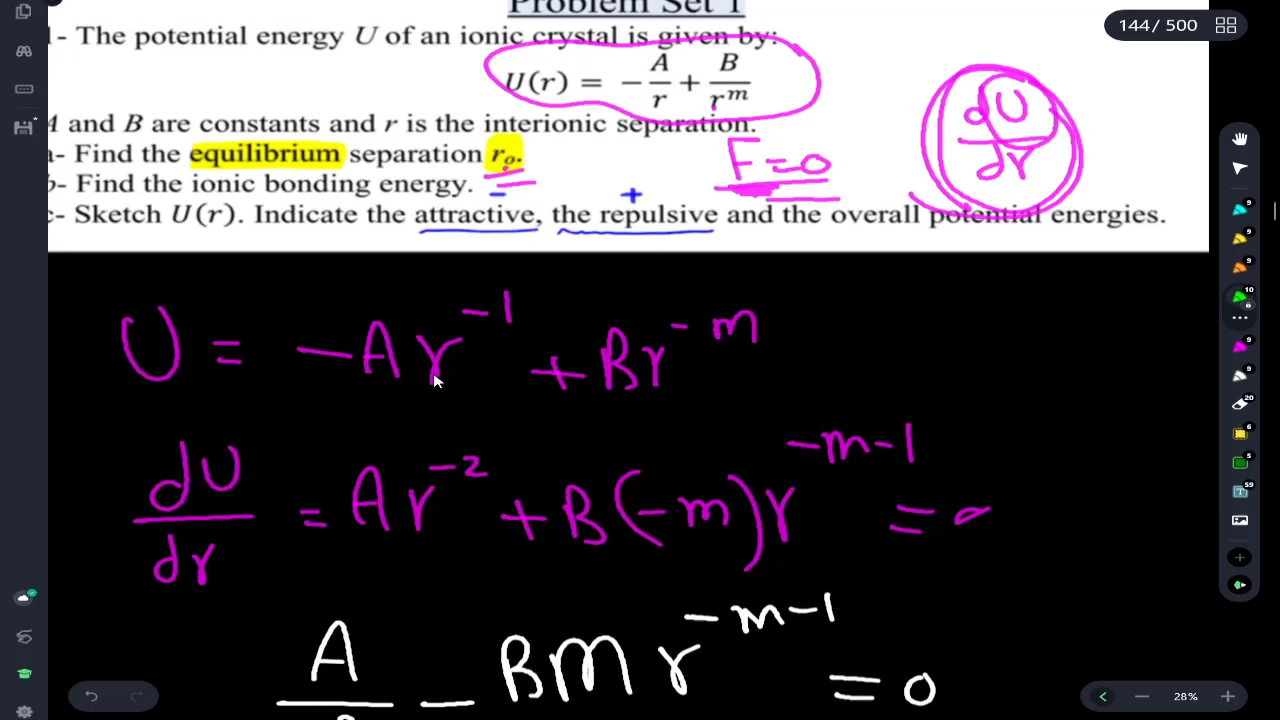 Problem Set 1
144 / 500
1- The potential energy U of an ionic crystal is given by:
U(r) = −A/r + B/r^m
A and B are constants and r is the interionic separation.
a- Find the equilibrium separation r₀.
F = 0
dU/dr
b- Find the ionic bonding energy.
− +
c- Sketch U(r). Indicate the attractive, the repulsive and the overall potential energies.
U = −Ar^−1 + Br^−m
dU/dr = Ar^−2 + B(−m)r^−m−1 = 0
A − BMr^−m−1 = 0
28%